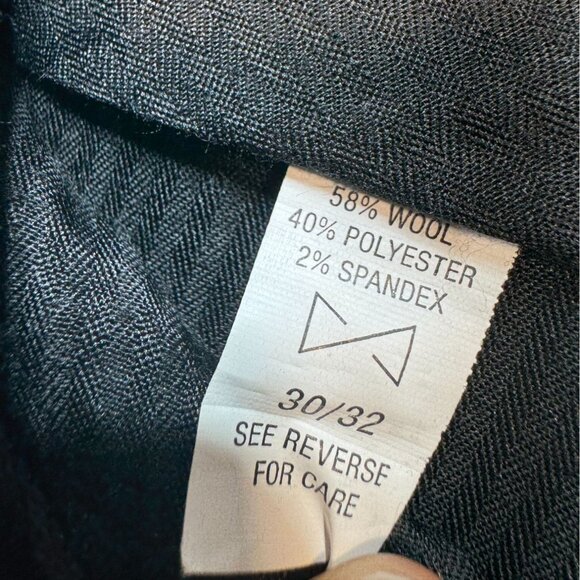 58% WOOL
40% POLYESTER
2% SPANDEX
30/32
SEE REVERSE
FOR CARE